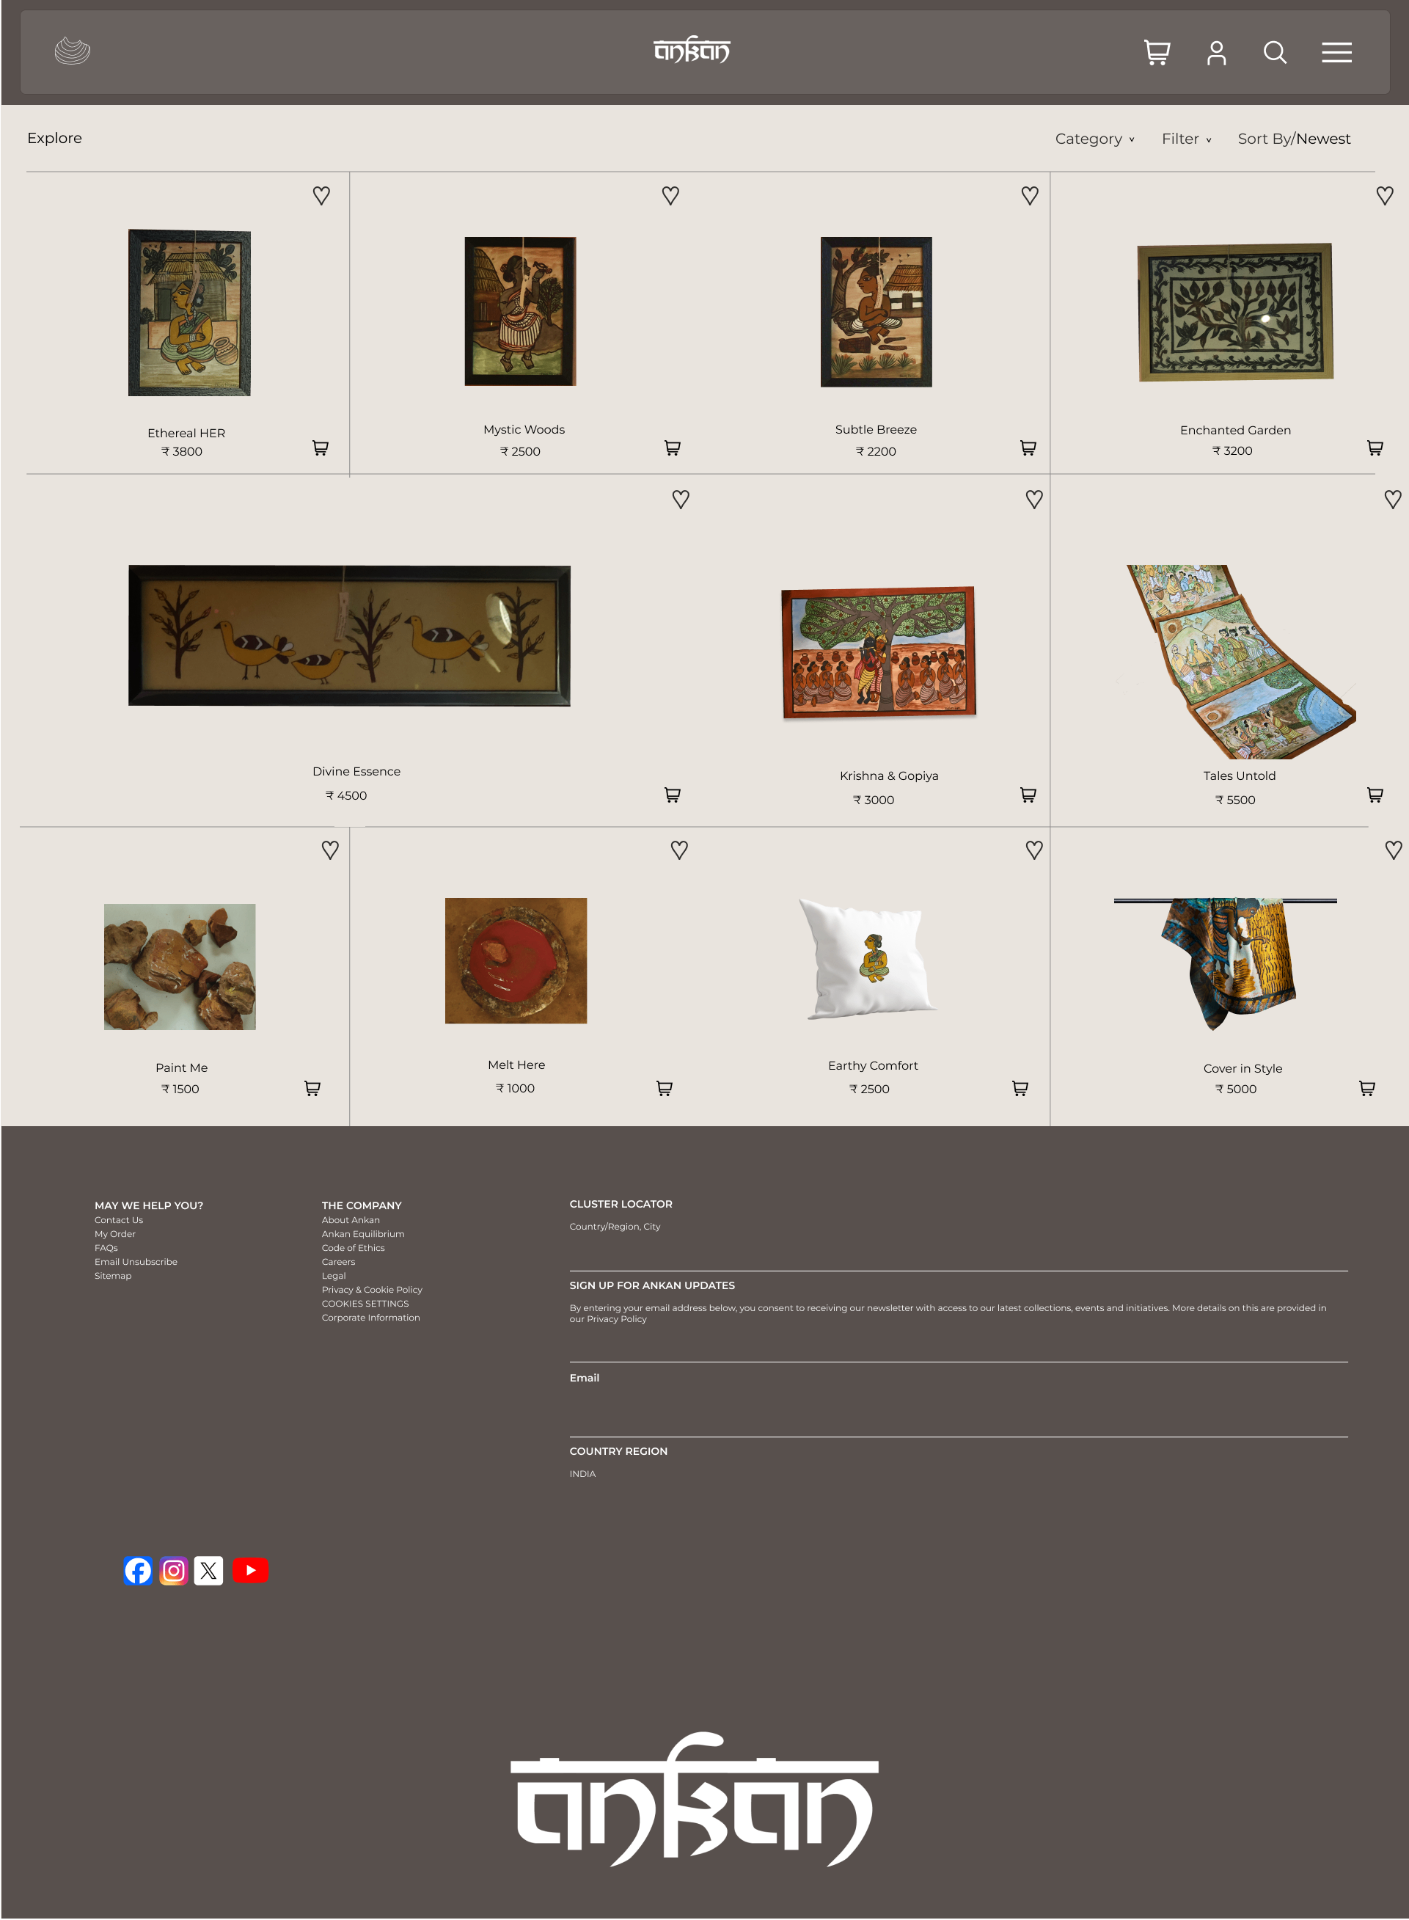 ankan
Explore
Category ˅ Filter ˅ Sort By/Newest
Ethereal HER
₹ 3800
Mystic Woods
₹ 2500
Subtle Breeze
₹ 2200
Enchanted Garden
₹ 3200
Divine Essence
₹ 4500
Krishna & Gopiya
₹ 3000
Tales Untold
₹ 5500
Paint Me
₹ 1500
Melt Here
₹ 1000
Earthy Comfort
₹ 2500
Cover in Style
₹ 5000
MAY WE HELP YOU?
Contact Us
My Order
FAQs
Email Unsubscribe
Sitemap
THE COMPANY
About Ankan
Ankan Equilibrium
Code of Ethics
Careers
Legal
Privacy & Cookie Policy
COOKIES SETTINGS
Corporate Information
CLUSTER LOCATOR
Country/Region, City
SIGN UP FOR ANKAN UPDATES
By entering your email address below, you consent to receiving our newsletter with access to our latest collections, events and initiatives. More details on this are provided in
our Privacy Policy
Email
COUNTRY REGION
INDIA
ankan